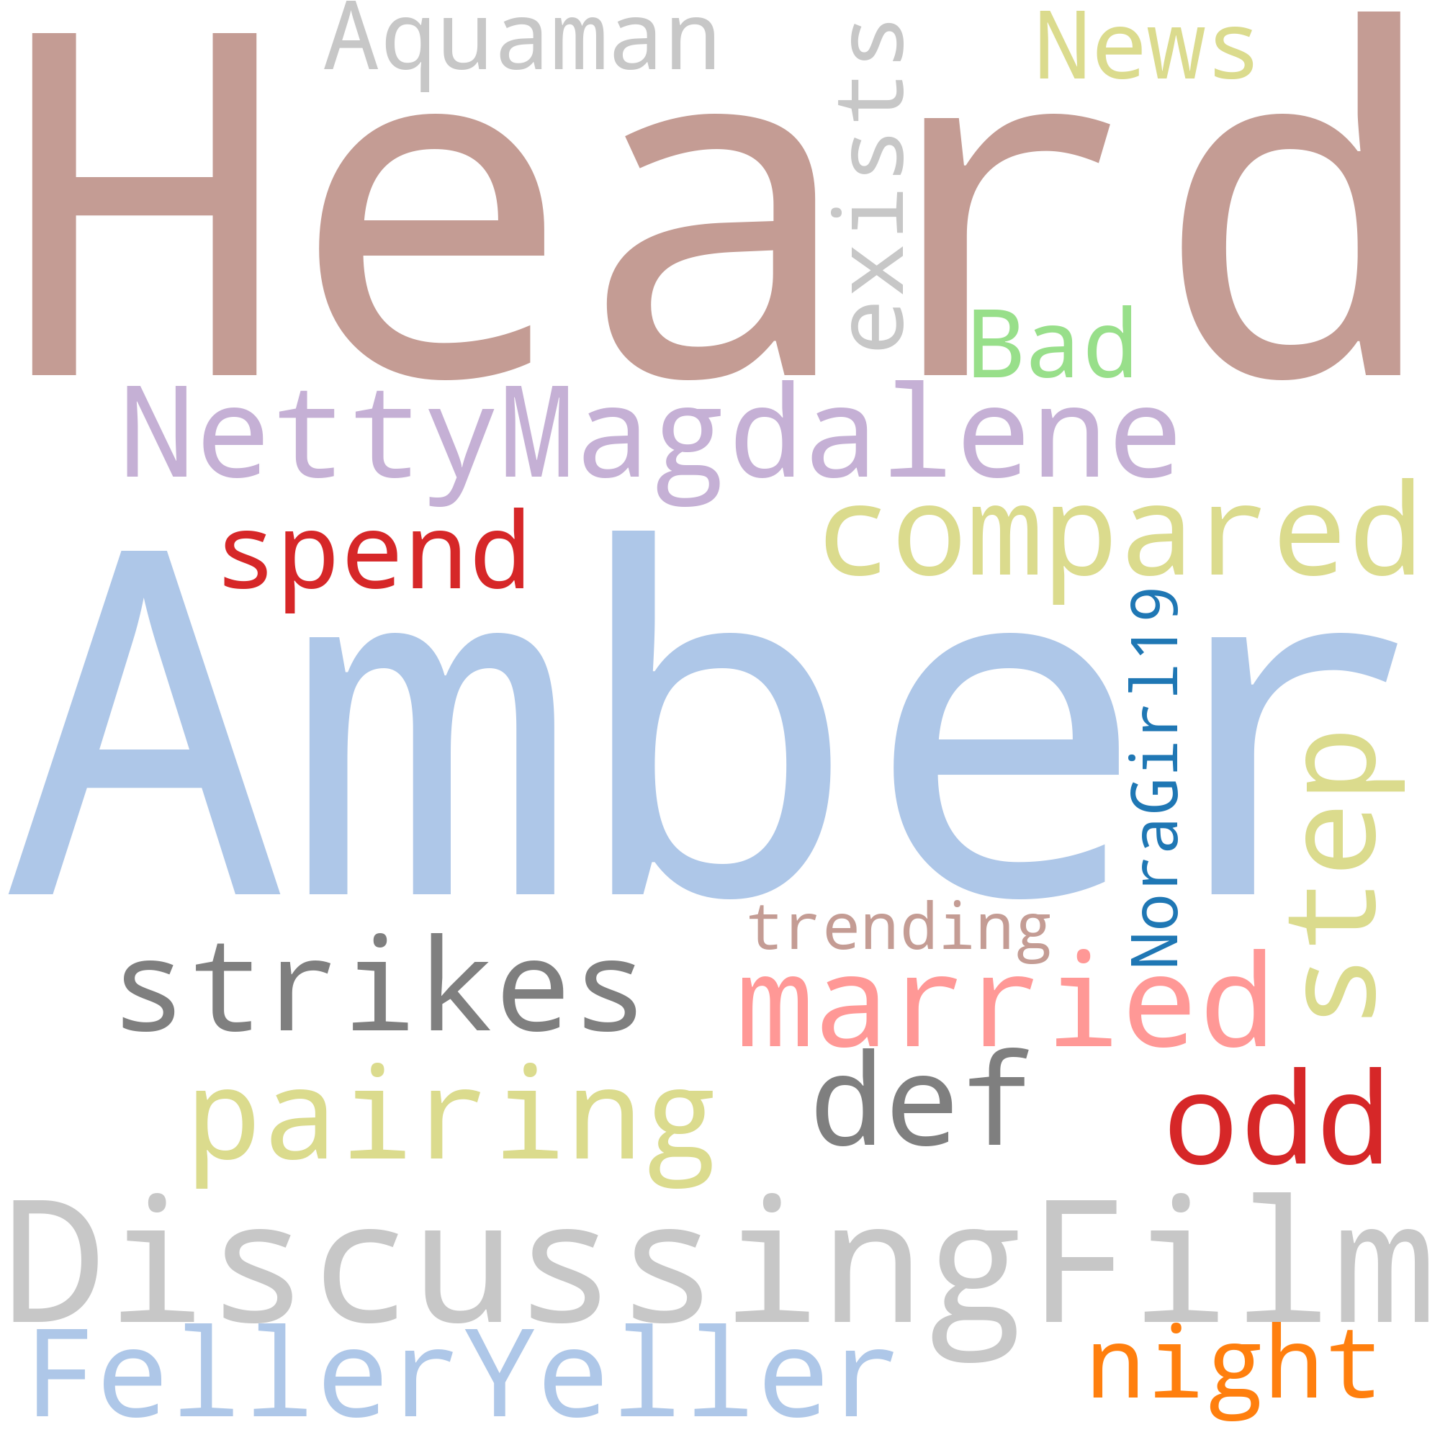 Aquaman
News
exists
Heard
Bad
NettyMagdalene
compared
spend
Amber
NoraGirl19
step
trending
strikes
married
def
pairing
odd
DiscussingFilm
FellerYeller
night